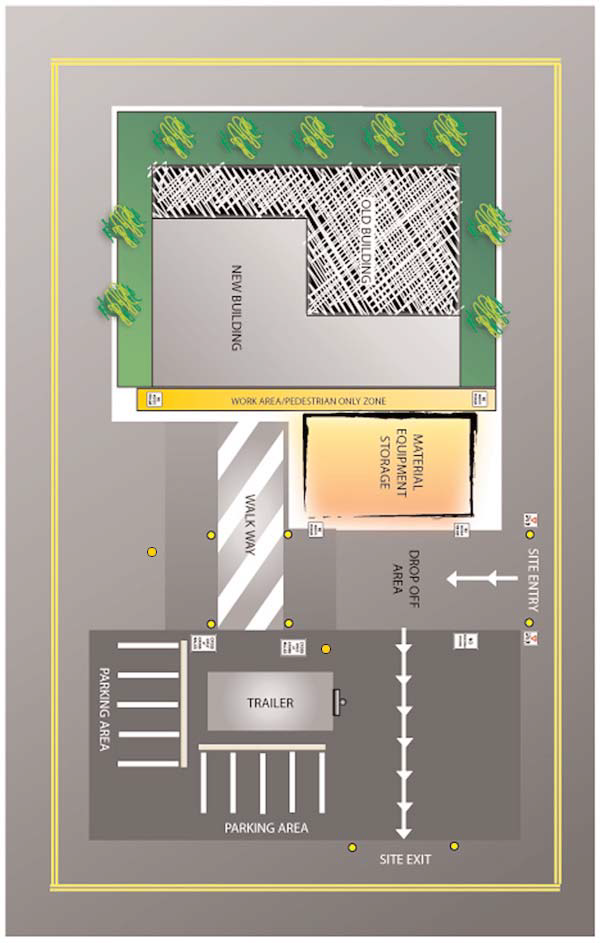 OLD BUILDING
NEW BUILDING
WORK AREA/PEDESTRIAN ONLY ZONE
MATERIAL
EQUIPMENT
STORAGE
WALK WAY
DROP OFF
AREA
SITE ENTRY
PARKING AREA
TRAILER
PARKING AREA
SITE EXIT